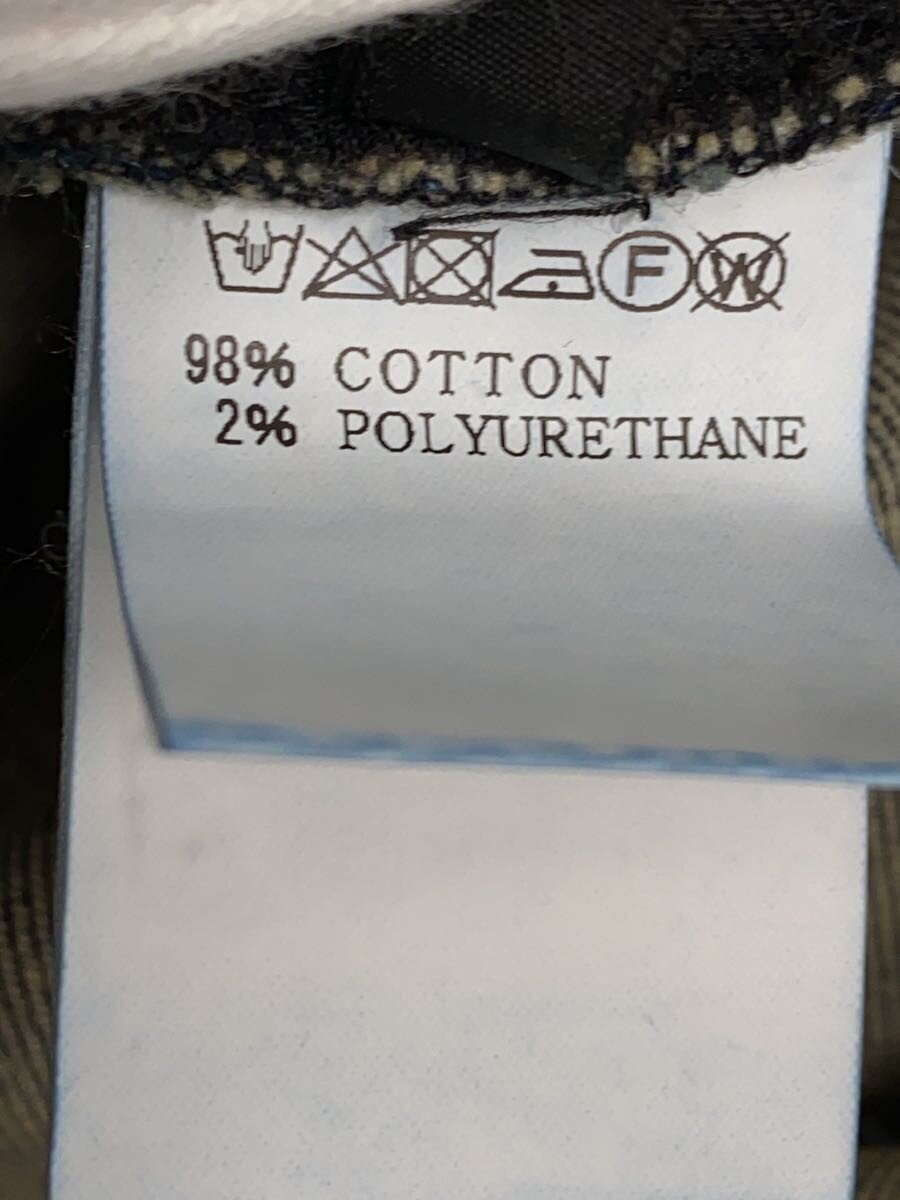 F W
98% COTTON
2% POLYURETHANE